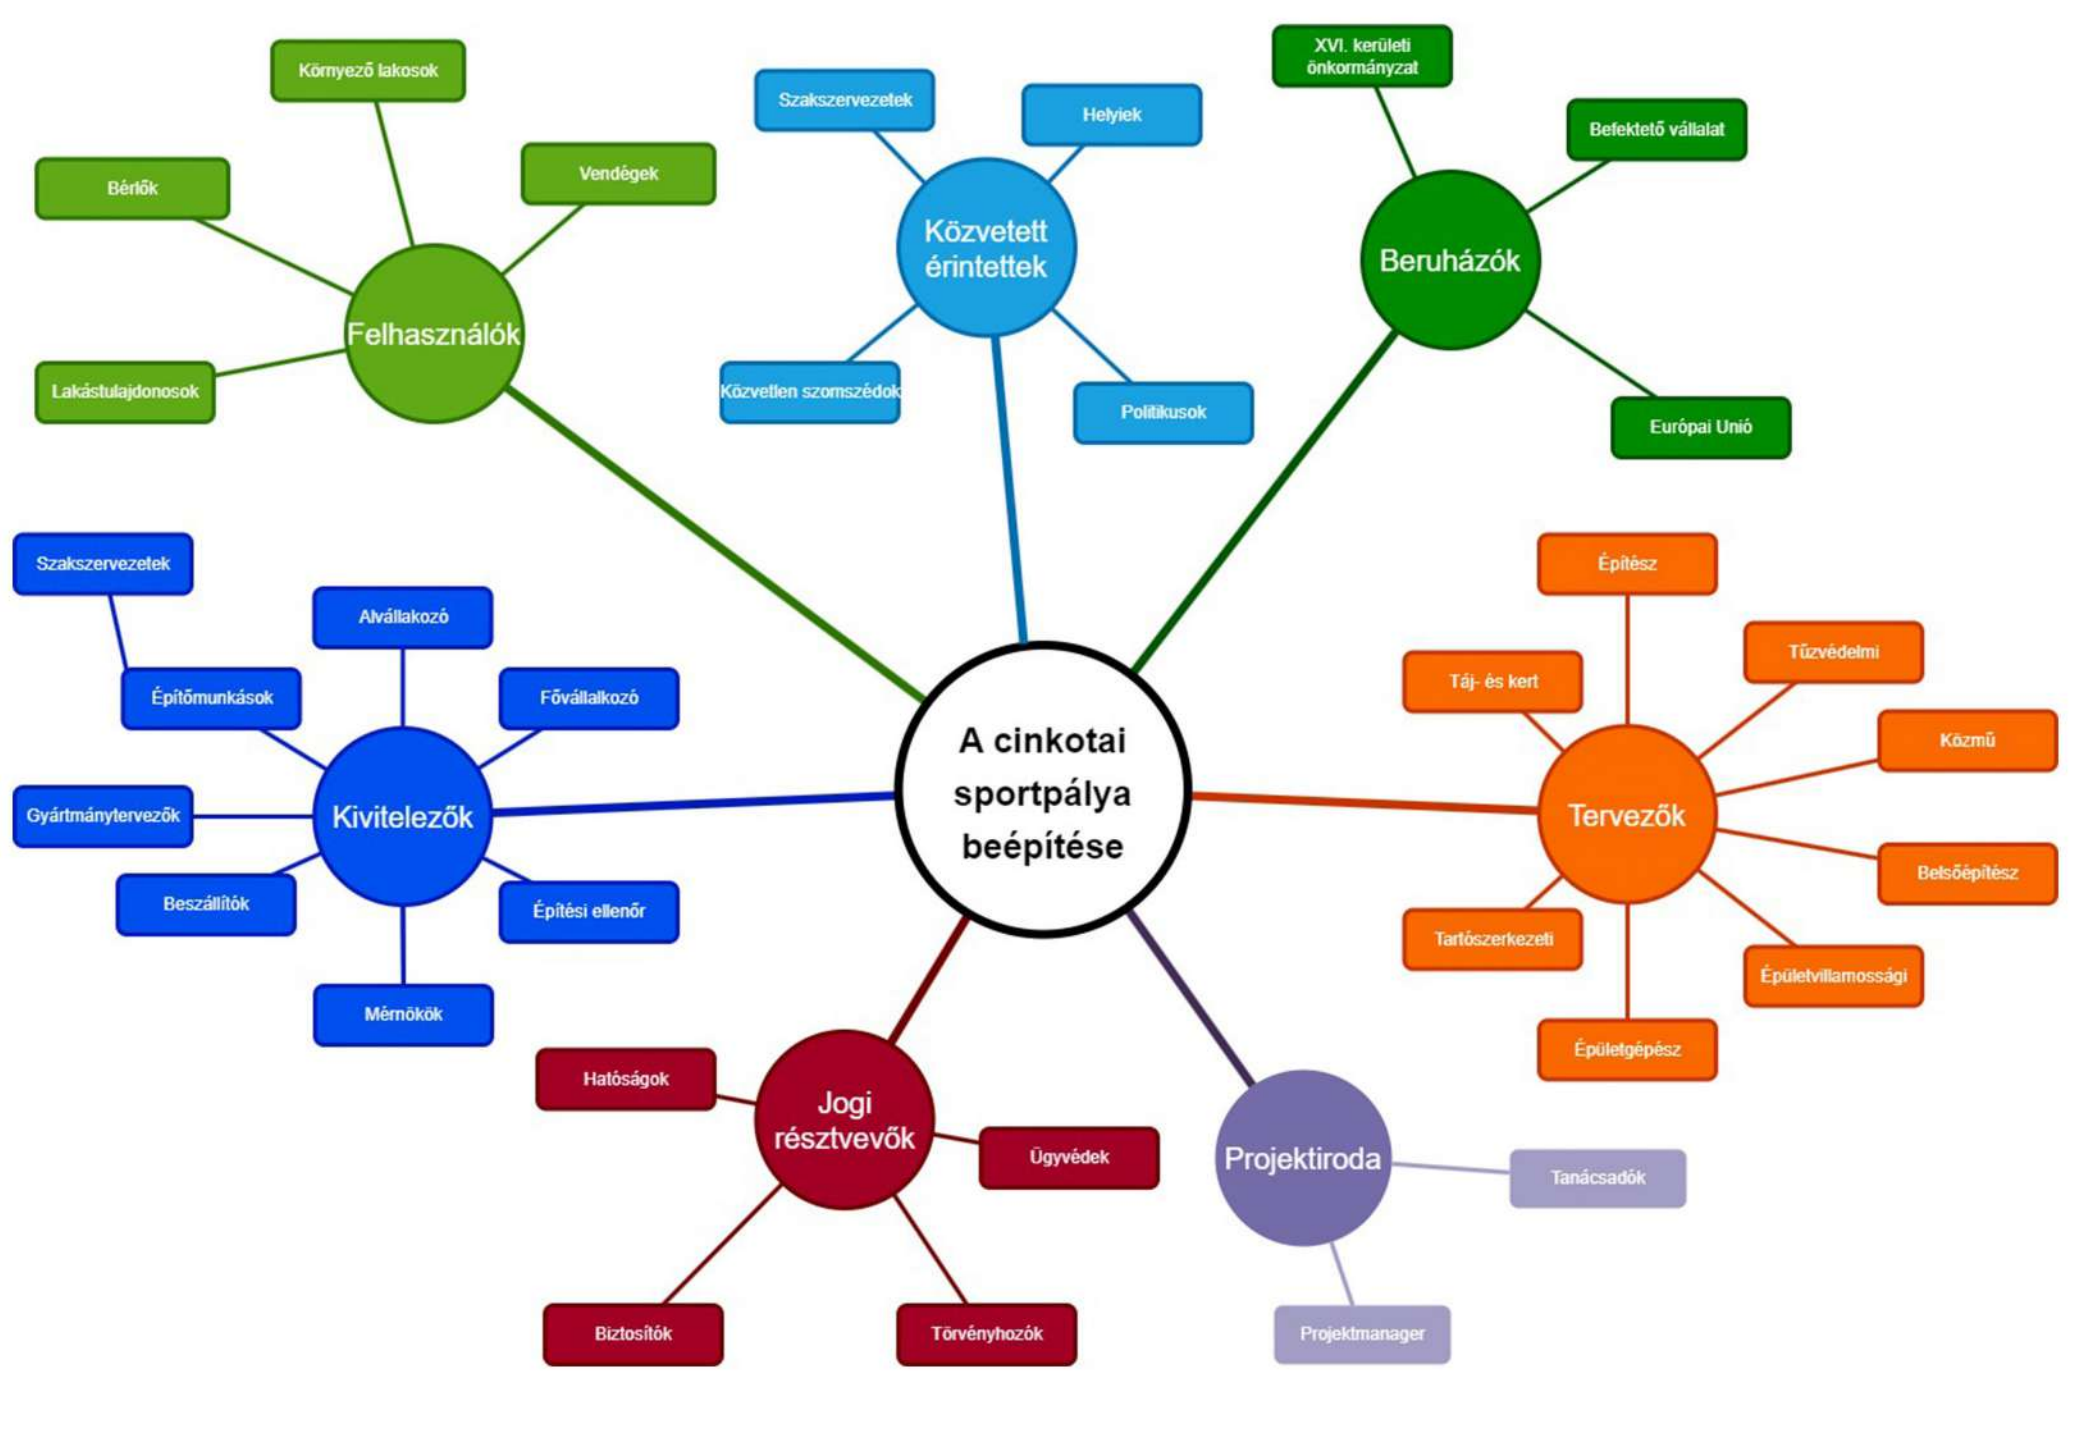 XVI. kerületi
önkormányzat
Környező lakosok
Szakszervezetek
Helyiek
Befektető vállalat
Vendégek
Bérlők
Közvetett
érintettek
Beruházók
Felhasználók
Lakástulajdonosok
Közvetlen szomszédok
Politikusok
Európai Unió
Szakszervezetek
Alvállakozó
Építőmunkások
Fővállalkozó
Gyártmánytervezők
Kivitelezők
Beszállítók
Építési ellenőr
Mérnökök
A cinkotai
sportpálya
beépítése
Építész
Tűzvédelmi
Táj- és kert
Közmű
Tervezők
Belsőépítész
Tartószerkezeti
Épületvillamossági
Épületgépész
Hatóságok
Jogi
résztvevők
Ügyvédek
Biztosítók
Törvényhozók
Projektiroda
Tanácsadók
Projektmanager